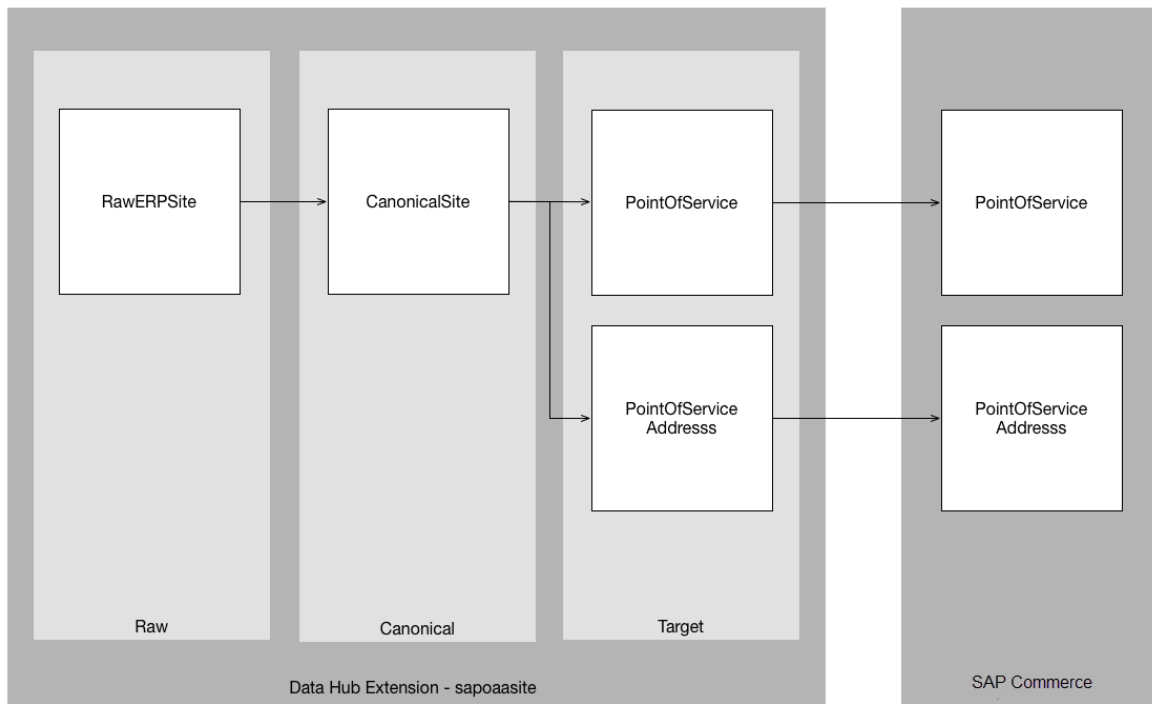 RawERPSite
CanonicalSite
PointOfService
PointOfService
PointOfService
Addresss
PointOfService
Addresss
Raw
Canonical
Target
Data Hub Extension - sapoaasite
SAP Commerce